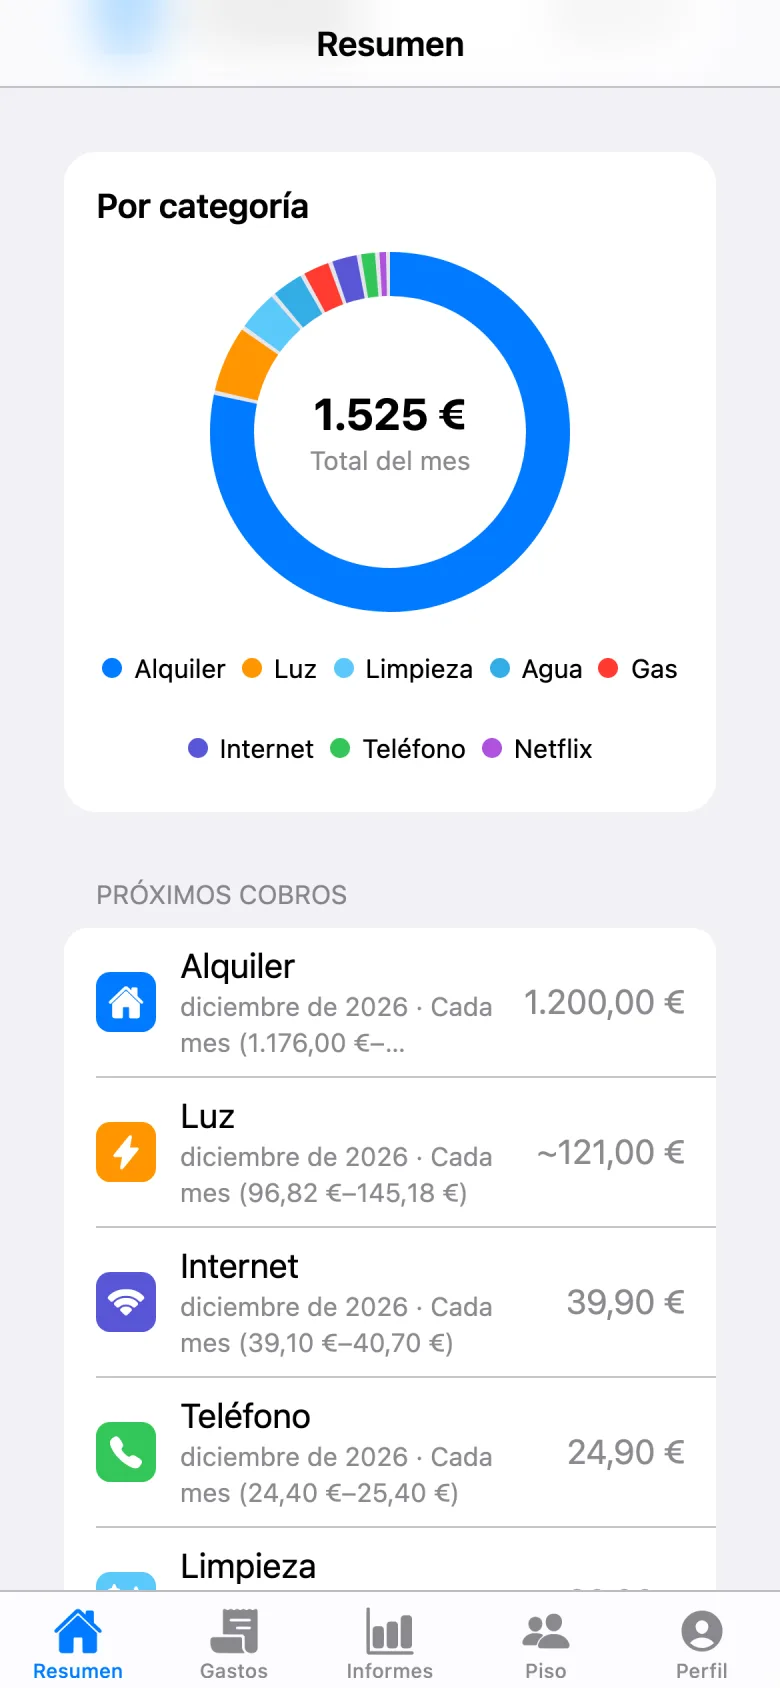 Resumen
Por categoría
1.525 €
Total del mes
Alquiler Luz Limpieza Agua Gas
Internet Teléfono Netflix
PRÓXIMOS COBROS
Alquiler
diciembre de 2026 · Cada
mes (1.176,00 €–...
1.200,00 €
Luz
diciembre de 2026 · Cada
mes (96,82 €–145,18 €)
~121,00 €
Internet
diciembre de 2026 · Cada
mes (39,10 €–40,70 €)
39,90 €
Teléfono
diciembre de 2026 · Cada
mes (24,40 €–25,40 €)
24,90 €
Limpieza
Resumen Gastos Informes Piso Perfil